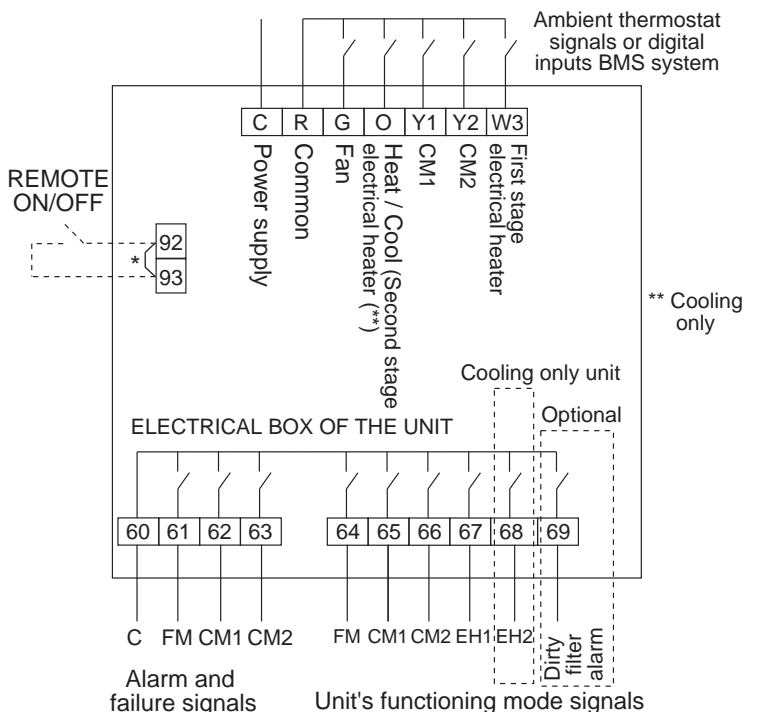 Ambient thermostat
signals or digital
inputs BMS system
C R G O Y1 Y2 W3
Power supply
Common
Fan
Heat / Cool (Second stage
electrical heater (**)
CM1
CM2
First stage
electrical heater
REMOTE
ON/OFF
*
92
93
** Cooling
only
Cooling only unit
Optional
ELECTRICAL BOX OF THE UNIT
60 61 62 63 64 65 66 67 68 69
C FM CM1 CM2 FM CM1 CM2 EH1 EH2
Dirty
filter
alarm
Alarm and
failure signals
Unit's functioning mode signals